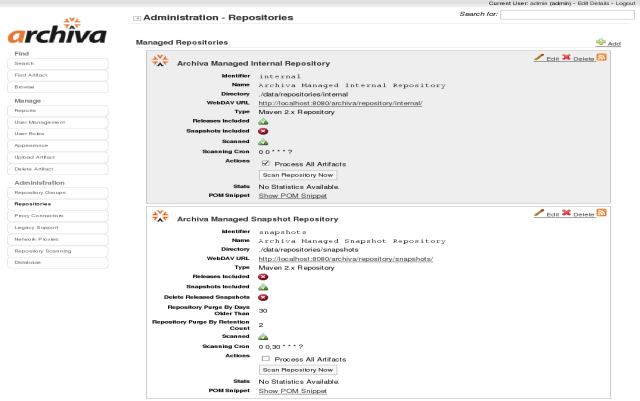 Current User: admin (admin) - Edit Details - Logout
Search for:
archiva
Administration - Repositories
Find
Search
Find Artifact
Browse
Manage
Reports
User Management
User Roles
Appearance
Upload Artifact
Delete Artifact
Administration
Repository Groups
Repositories
Proxy Connectors
Legacy Support
Network Proxies
Repository Scanning
Database
Managed Repositories
Add
Archiva Managed Internal Repository
Edit Delete
Identifier internal
Name Archiva Managed Internal Repository
Directory ./data/repositories/internal
WebDAV URL http://localhost:8080/archiva/repository/internal/
Type Maven 2.x Repository
Releases Included
Snapshots Included
Scanned
Scanning Cron 0 0 * * * ?
Actions Process All Artifacts
Scan Repository Now
Stats No Statistics Available.
POM Snippet Show POM Snippet
Archiva Managed Snapshot Repository
Edit Delete
Identifier snapshots
Name Archiva Managed Snapshot Repository
Directory ./data/repositories/snapshots
WebDAV URL http://localhost:8080/archiva/repository/snapshots/
Type Maven 2.x Repository
Releases Included
Snapshots Included
Delete Released Snapshots
Repository Purge By Days
Older Than 30
Repository Purge By Retention
Count 2
Scanned
Scanning Cron 0 0,30 * * * ?
Actions Process All Artifacts
Scan Repository Now
Stats No Statistics Available.
POM Snippet Show POM Snippet